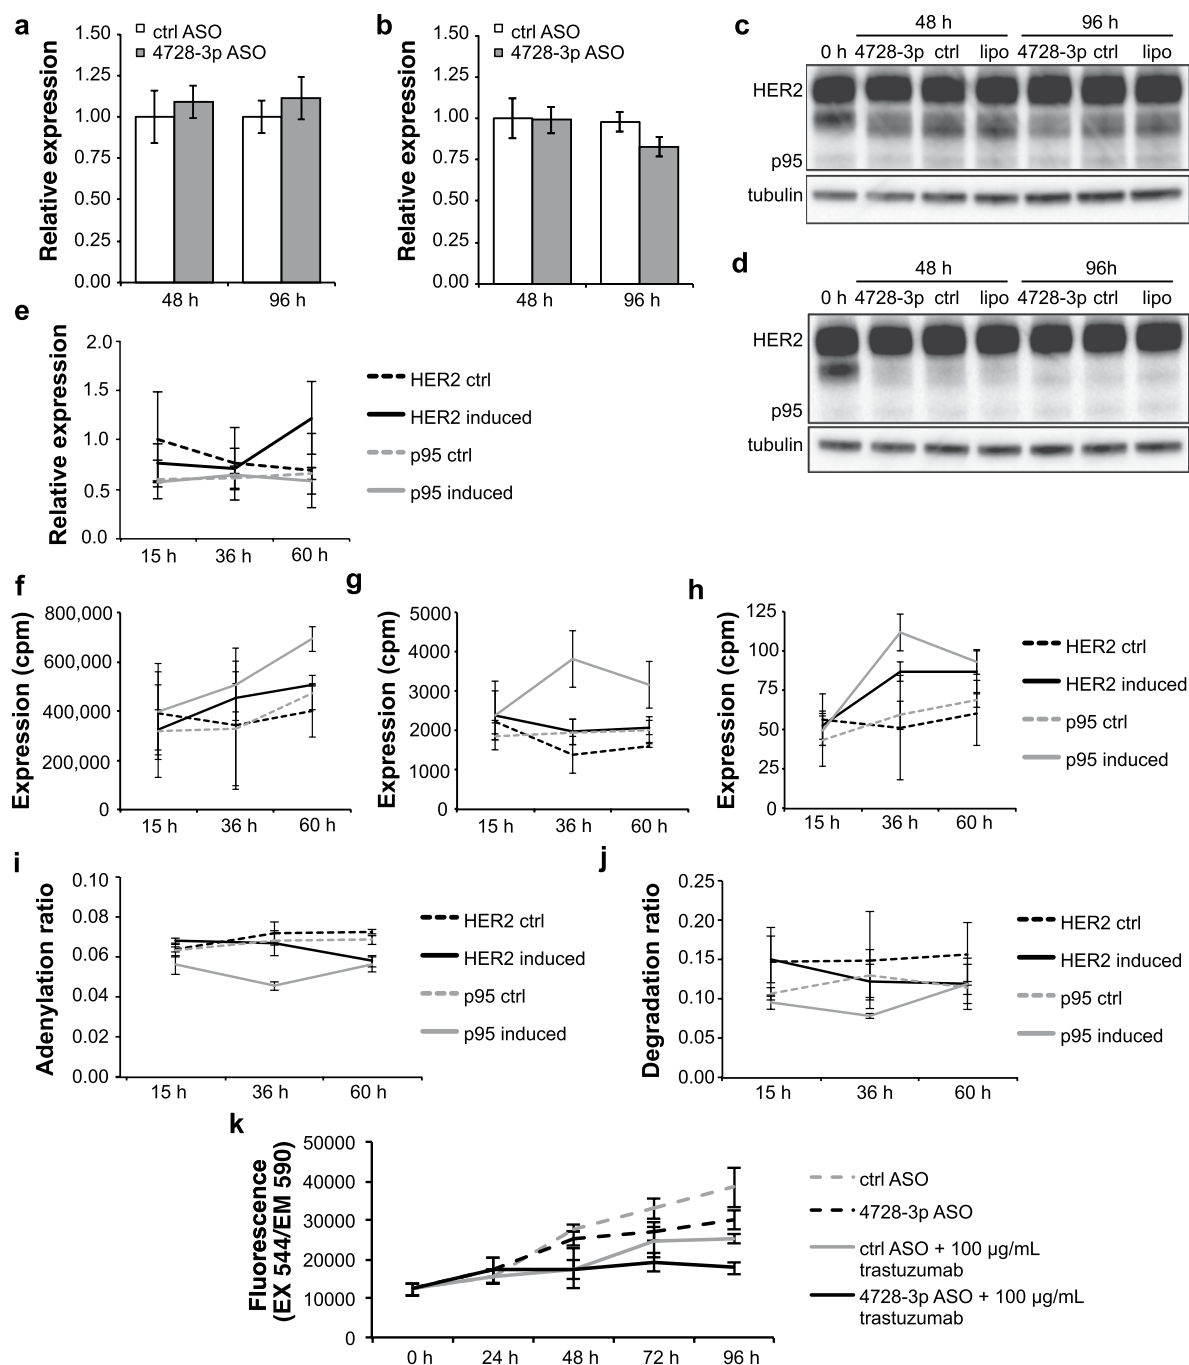 a
Relative expression
1.50
1.25
1.00
0.75
0.50
0.25
0.00
ctrl ASO
4728-3p ASO
48 h 96 h
b
Relative expression
1.50
1.25
1.00
0.75
0.50
0.25
0.00
ctrl ASO
4728-3p ASO
48 h 96 h
c
48 h 96 h
0 h 4728-3p ctrl lipo 4728-3p ctrl lipo
HER2
p95
tubulin
d
48 h 96h
0 h 4728-3p ctrl lipo 4728-3p ctrl lipo
HER2
p95
tubulin
e
Relative expression
2.0
1.5
1.0
0.5
0.0
15 h 36 h 60 h
HER2 ctrl
HER2 induced
p95 ctrl
p95 induced
f
Expression (cpm)
800,000
600,000
400,000
200,000
0
15 h 36 h 60 h
g
Expression (cpm)
5000
4000
3000
2000
1000
0
15 h 36 h 60 h
h
Expression (cpm)
125
100
75
50
25
0
15 h 36 h 60 h
HER2 ctrl
HER2 induced
p95 ctrl
p95 induced
i
Adenylation ratio
0.10
0.08
0.06
0.04
0.02
0.00
15 h 36 h 60 h
HER2 ctrl
HER2 induced
p95 ctrl
p95 induced
j
Degradation ratio
0.25
0.20
0.15
0.10
0.05
0.00
15 h 36 h 60 h
HER2 ctrl
HER2 induced
p95 ctrl
p95 induced
k
Fluorescence
(EX 544/EM 590)
50000
40000
30000
20000
10000
0
0 h 24 h 48 h 72 h 96 h
ctrl ASO
4728-3p ASO
ctrl ASO + 100 µg/mL
trastuzumab
4728-3p ASO + 100 µg/mL
trastuzumab